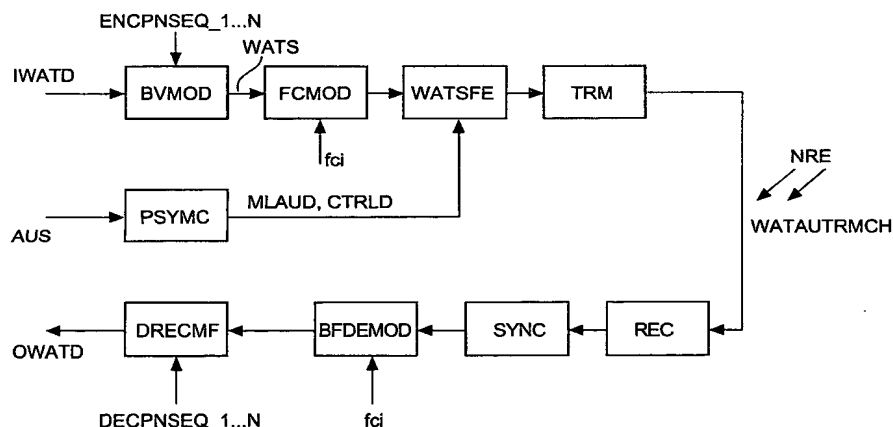 ENCPNSEQ_1...N
WATS
IWATD
BVMOD
FCMOD
WATSFE
TRM
fci
NRE
MLAUD, CTRLD
PSYMC
AUS
WATAUTRMCH
DRECMF
BFDEMOD
SYNC
REC
OWATD
DECPNSEQ_1...N
fci